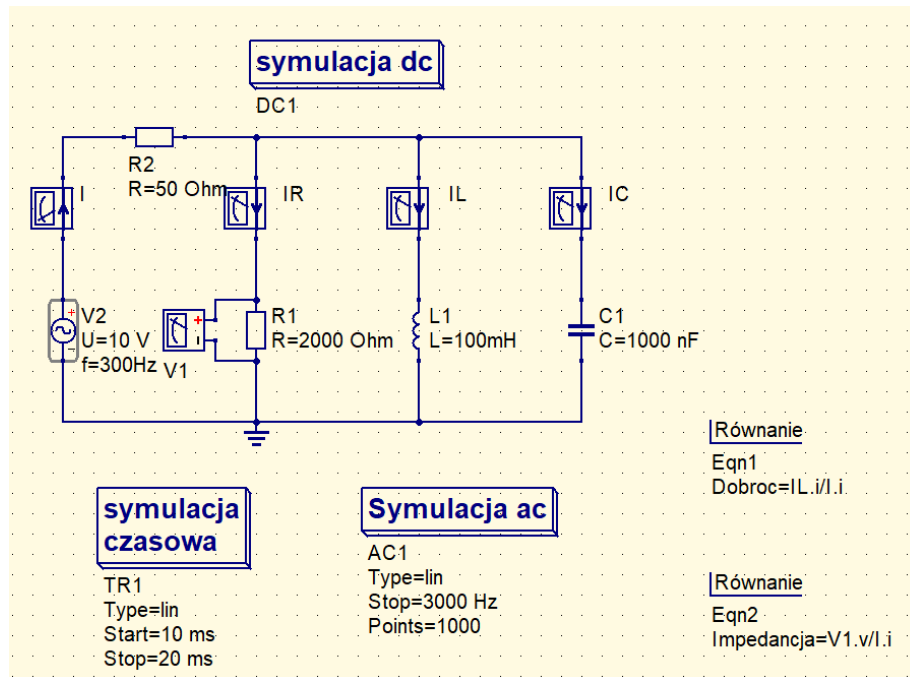 symulacja dc
DC1
R2
R=50 Ohm
I
IR
IL
IC
V2
U=10 V
f=300Hz
+
-
V1
R1
R=2000 Ohm
L1
L=100mH
C1
C=1000 nF
Równanie
Eqn1
Dobroc=IL.i/I.i
symulacja
czasowa
TR1
Type=lin
Start=10 ms
Stop=20 ms
Symulacja ac
AC1
Type=lin
Stop=3000 Hz
Points=1000
Równanie
Eqn2
Impedancja=V1.v/I.i